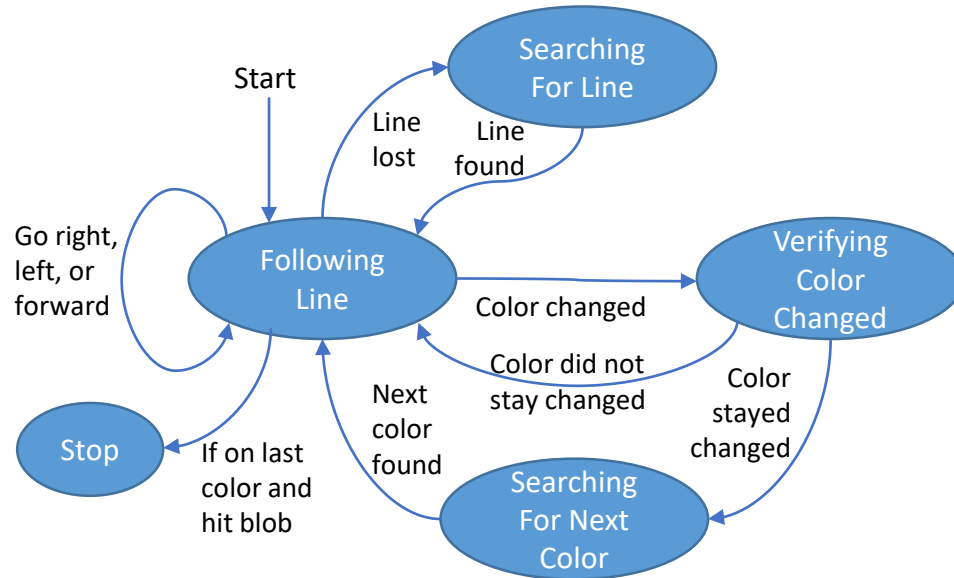 Searching
For Line
Start
Line
lost
Line
found
Go right,
left, or
forward
Following
Line
Verifying
Color
Changed
Color changed
Color did not
stay changed
Next
color
found
Color
stayed
changed
Stop
If on last
color and
hit blob
Searching
For Next
Color